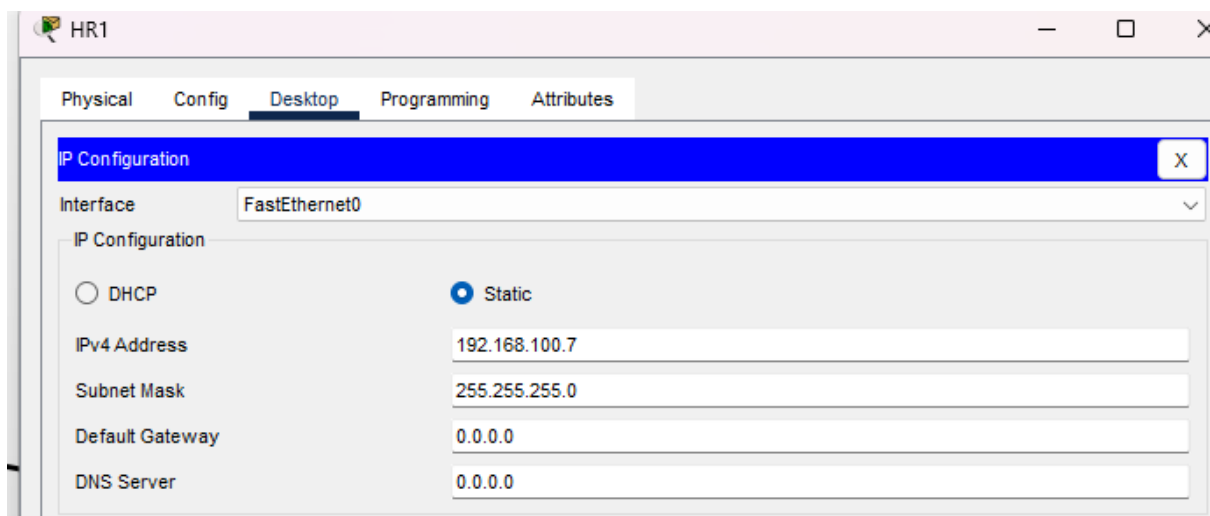 HR1
Physical Config Desktop Programming Attributes
IP Configuration X
Interface FastEthernet0
IP Configuration
DHCP Static
IPv4 Address 192.168.100.7
Subnet Mask 255.255.255.0
Default Gateway 0.0.0.0
DNS Server 0.0.0.0